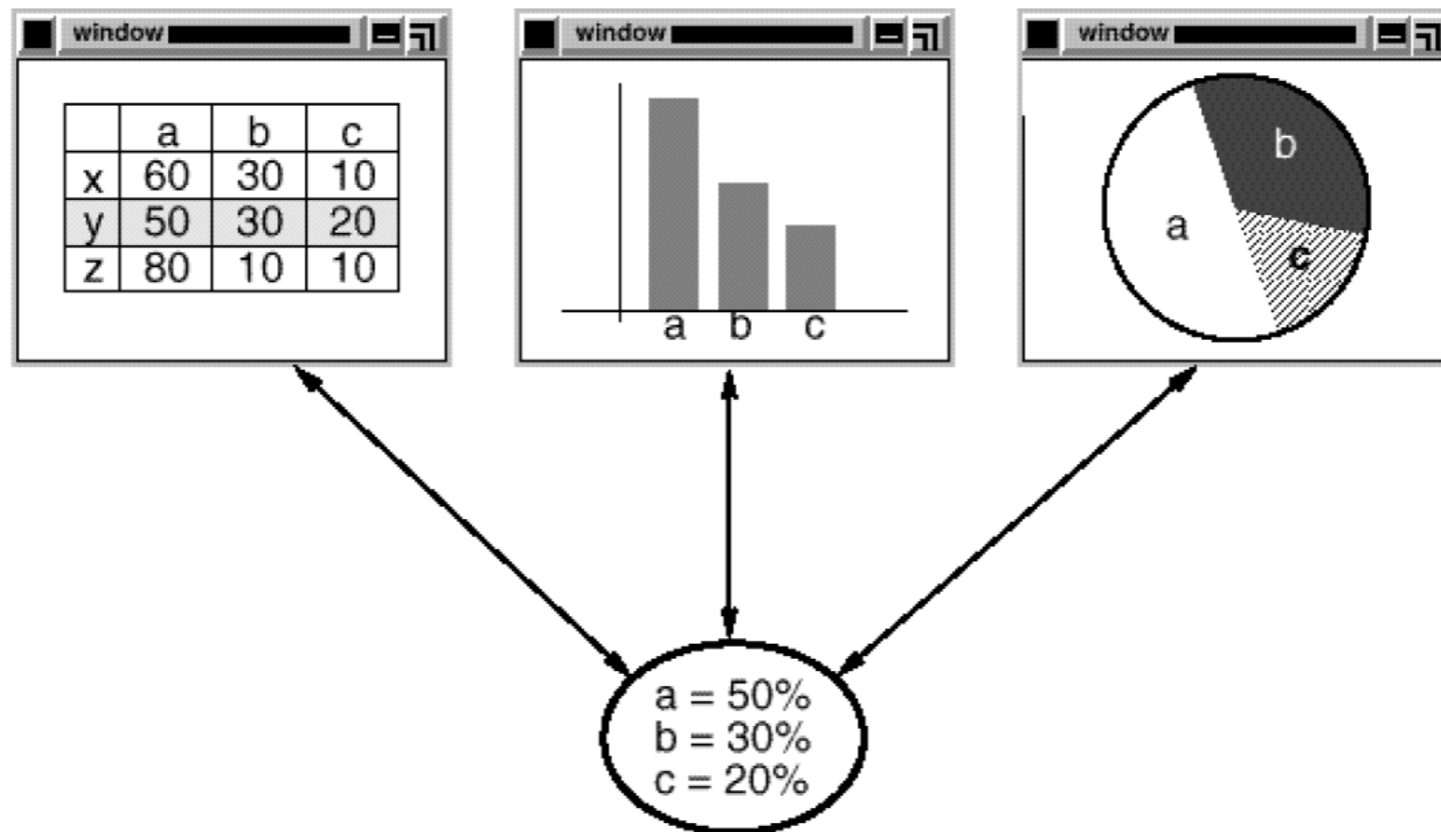 window
a b c
x 60 30 10
y 50 30 20
z 80 10 10
window
a b c
window
b
a
c
a = 50%
b = 30%
c = 20%